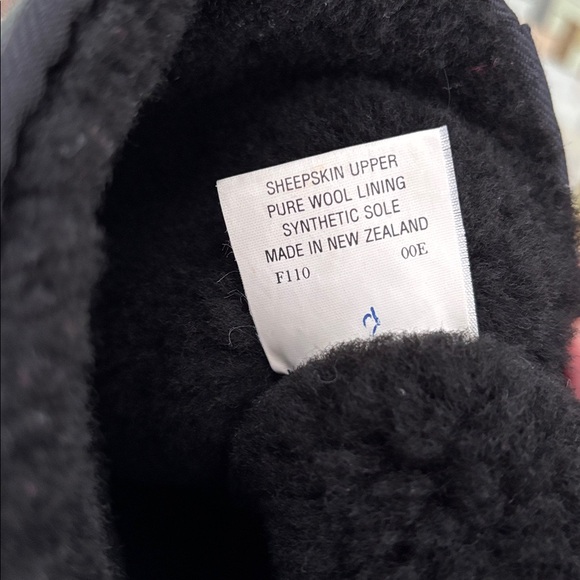 SHEEPSKIN UPPER
PURE WOOL LINING
SYNTHETIC SOLE
MADE IN NEW ZEALAND
F110 00E